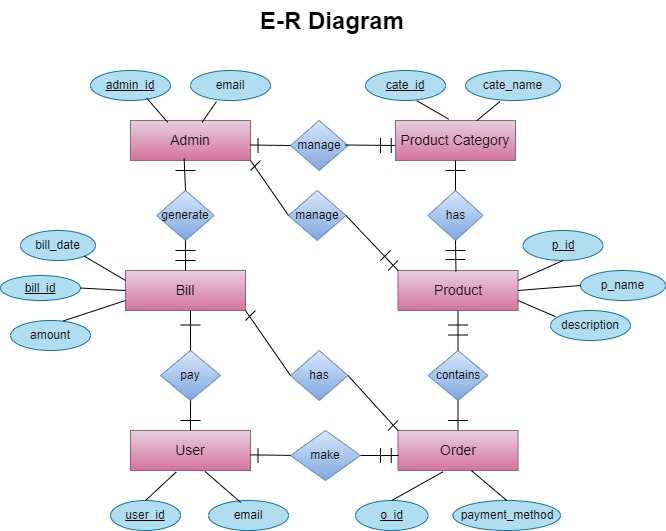 E-R Diagram
admin_id
email
cate_id
cate_name
Admin
manage
Product Category
generate
manage
has
bill_date
bill_id
amount
Bill
Product
p_id
p_name
description
pay
has
contains
User
make
Order
user_id
email
o_id
payment_method